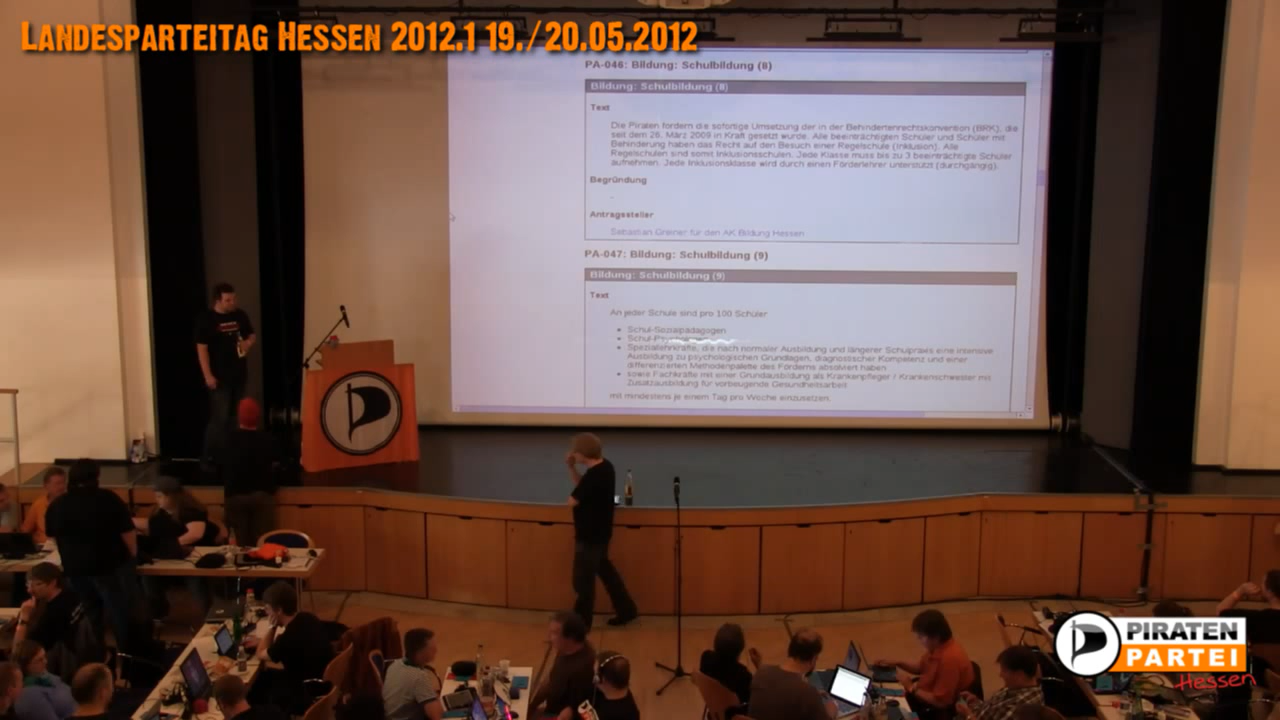 Landesparteitag Hessen 2012.1 19./20.05.2012
PA-046: Bildung: Schulbildung (8)
Bildung: Schulbildung (8)
Text
Die Piraten fordern die sofortige Umsetzung der in der Behindertenrechtskonvention (BRK), die
seit dem 26. März 2009 in Kraft gesetzt wurde. Alle beeinträchtigten Schüler und Schüler mit
Behinderung haben das Recht auf den Besuch einer Regelschule (Inklusion). Alle
Regelschulen sind somit Inklusionsschulen. Jede Klasse muss bis zu 3 beeinträchtigte Schüler
aufnehmen. Jede Inklusionsklasse wird durch einen Förderlehrer unterstützt (durchgängig).
Begründung
Antragssteller
Sebastian Greiner für den AK Bildung Hessen
PA-047: Bildung: Schulbildung (9)
Bildung: Schulbildung (9)
Text
An jeder Schule sind pro 100 Schüler
Schul-Sozialpädagogen
Spezialfehrkräfte, die nach normaler Ausbildung und längerer Schulpraxis eine intensive
Ausbildung zu psychologischen Grundlagen, diagnostischer Kompetenz und einer
differenzierten Methodenpalette des Förderns absolviert haben
sowie Fachkräfte mit einer Grundausbildung als Krankenpfleger / Krankenschwester mit
Zusatzausbildung für vorbeugende Gesundheitsarbeit
mit mindestens je einem Tag pro Woche einzusetzen.
PIRATEN
PARTEI
Hessen